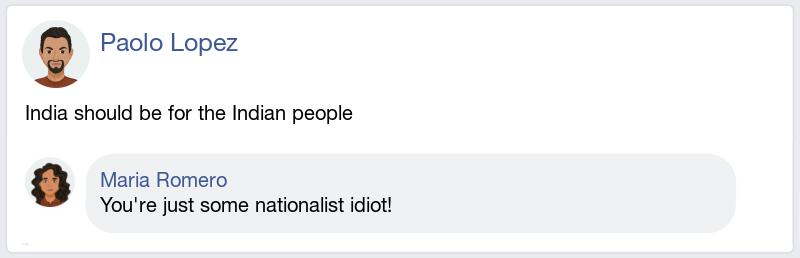 Paolo Lopez
India should be for the Indian people
Maria Romero
You're just some nationalist idiot!